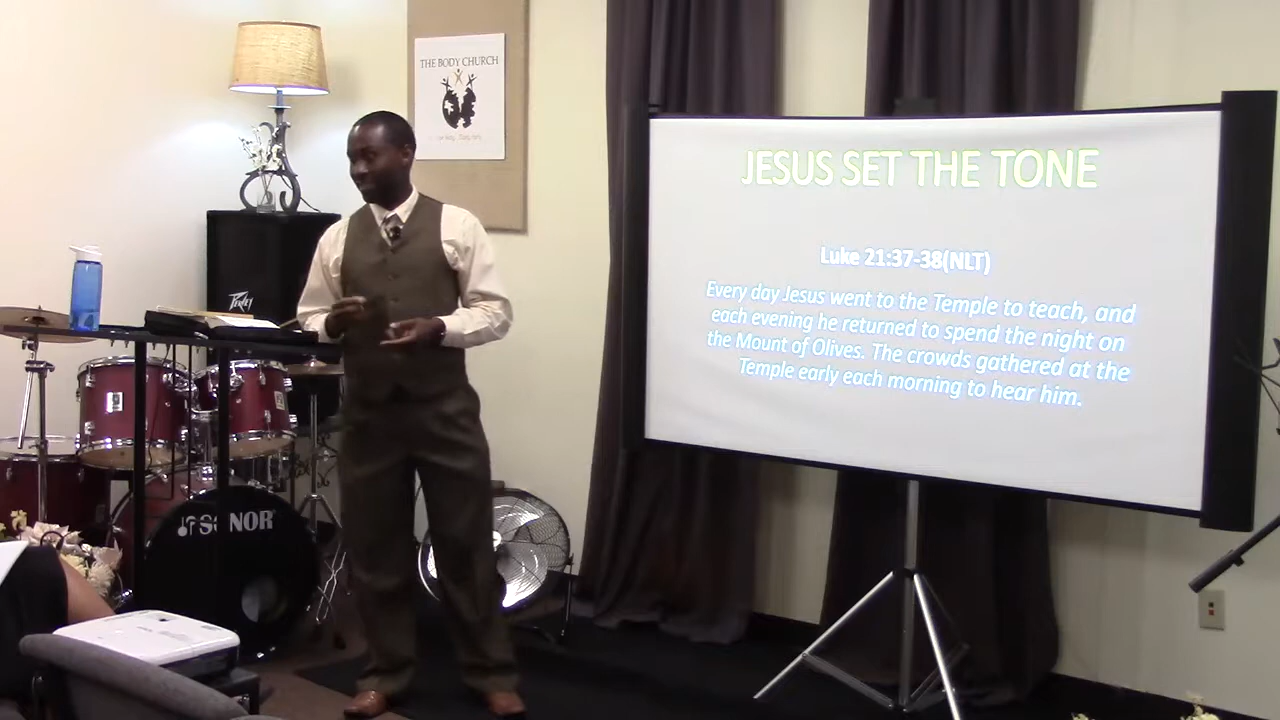 THE BODY CHURCH
JESUS SET THE TONE
Luke 21:37-38(NLT)
Every day Jesus went to the Temple to teach, and
each evening he returned to spend the night on
the Mount of Olives. The crowds gathered at the
Temple early each morning to hear him.
Peavey
SONOR